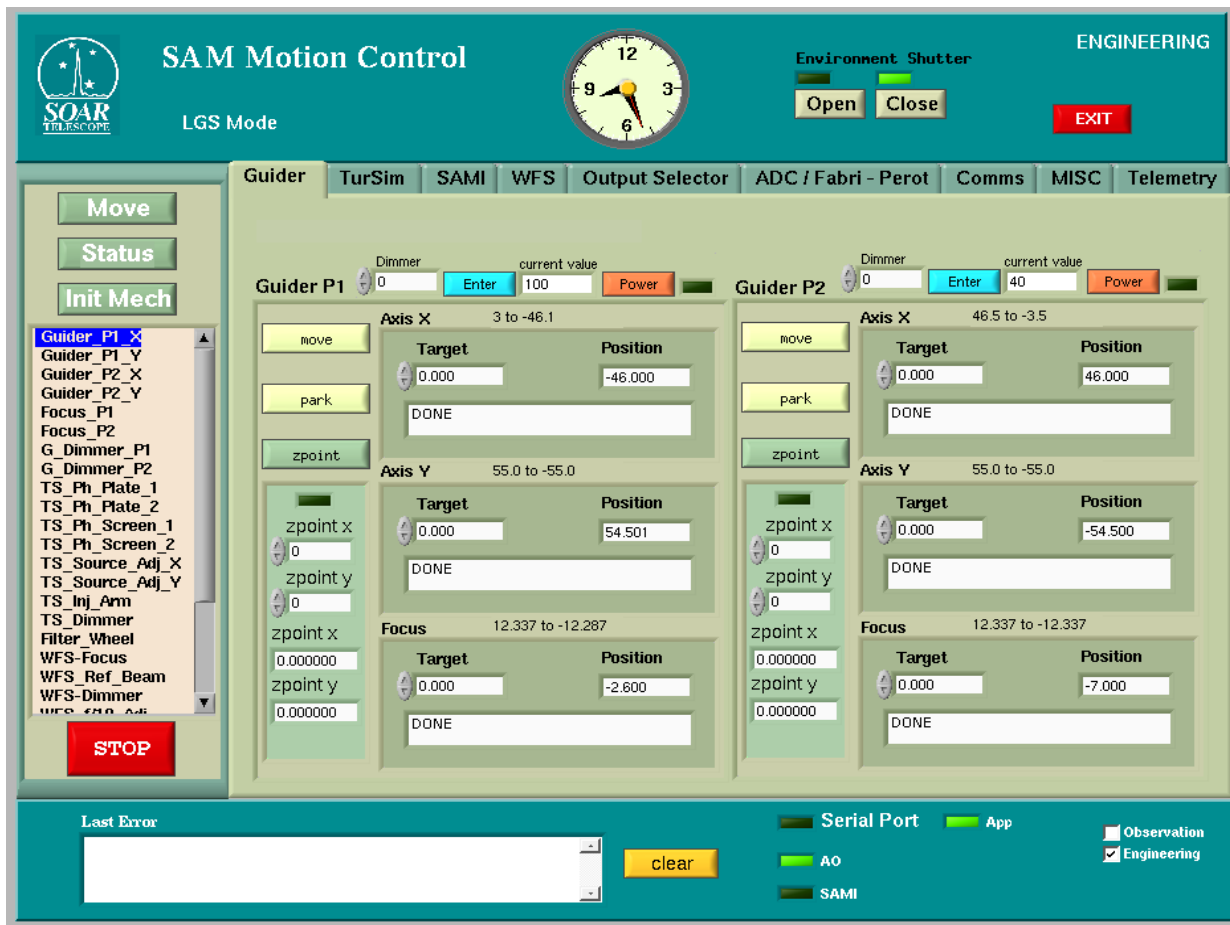 SAM Motion Control
ENGINEERING
Environment Shutter
Open Close
EXIT
SOAR
TELESCOPE
LGS Mode
12
9 3
6
Guider TurSim SAMI WFS Output Selector ADC / Fabri - Perot Comms MISC Telemetry
Move
Status
Init Mech
Guider_P1_X
Guider_P1_Y
Guider_P2_X
Guider_P2_Y
Focus_P1
Focus_P2
G_Dimmer_P1
G_Dimmer_P2
TS_Ph_Plate_1
TS_Ph_Plate_2
TS_Ph_Screen_1
TS_Ph_Screen_2
TS_Source_Adj_X
TS_Source_Adj_Y
TS_Inj_Arm
TS_Dimmer
Filter_Wheel
WFS-Focus
WFS_Ref_Beam
WFS-Dimmer
STOP
Dimmer current value
Guider P1 0 Enter 100 Power
move
park
zpoint
zpoint x
0
zpoint y
0
zpoint x
0.000000
zpoint y
0.000000
Axis X 3 to -46.1
Target Position
0.000 -46.000
DONE
Axis Y 55.0 to -55.0
Target Position
0.000 54.501
DONE
Focus 12.337 to -12.287
Target Position
0.000 -2.600
DONE
Dimmer current value
Guider P2 0 Enter 40 Power
move
park
zpoint
zpoint x
0
zpoint y
0
zpoint x
0.000000
zpoint y
0.000000
Axis X 46.5 to -3.5
Target Position
0.000 46.000
DONE
Axis Y 55.0 to -55.0
Target Position
0.000 -54.500
DONE
Focus 12.337 to -12.337
Target Position
0.000 -7.000
DONE
Last Error
clear
Serial Port App
AO
SAMI
Observation
Engineering